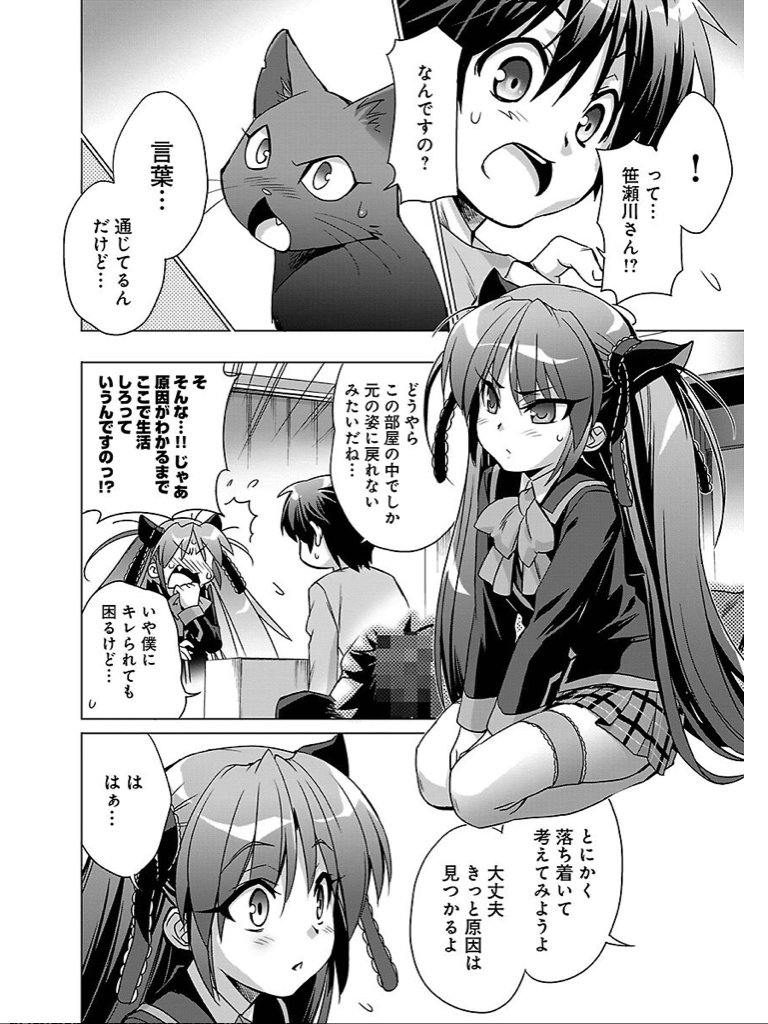 ！
って…
笹瀬川さん！？
なんですの？
言葉…
通じてるん
だけど…
どうやら
この部屋の中でしか
元の姿に戻れない
みたいだね…
そ
そんな…！！じゃあ
原因がわかるまで
ここで生活
しろって
いうんですのっ！？
いや僕に
キレられても
困るけど…
とにかく
落ち着いて
考えてみようよ
大丈夫
きっと原因は
見つかるよ
は
はぁ…